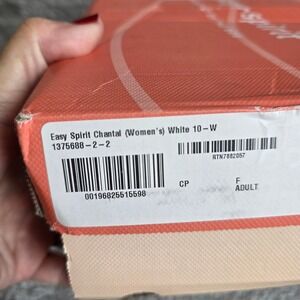 Easy Spirit Chantal (Women's) White 10-W
1375688-2-2
RTN7882057
00196825515598
CP
F
ADULT